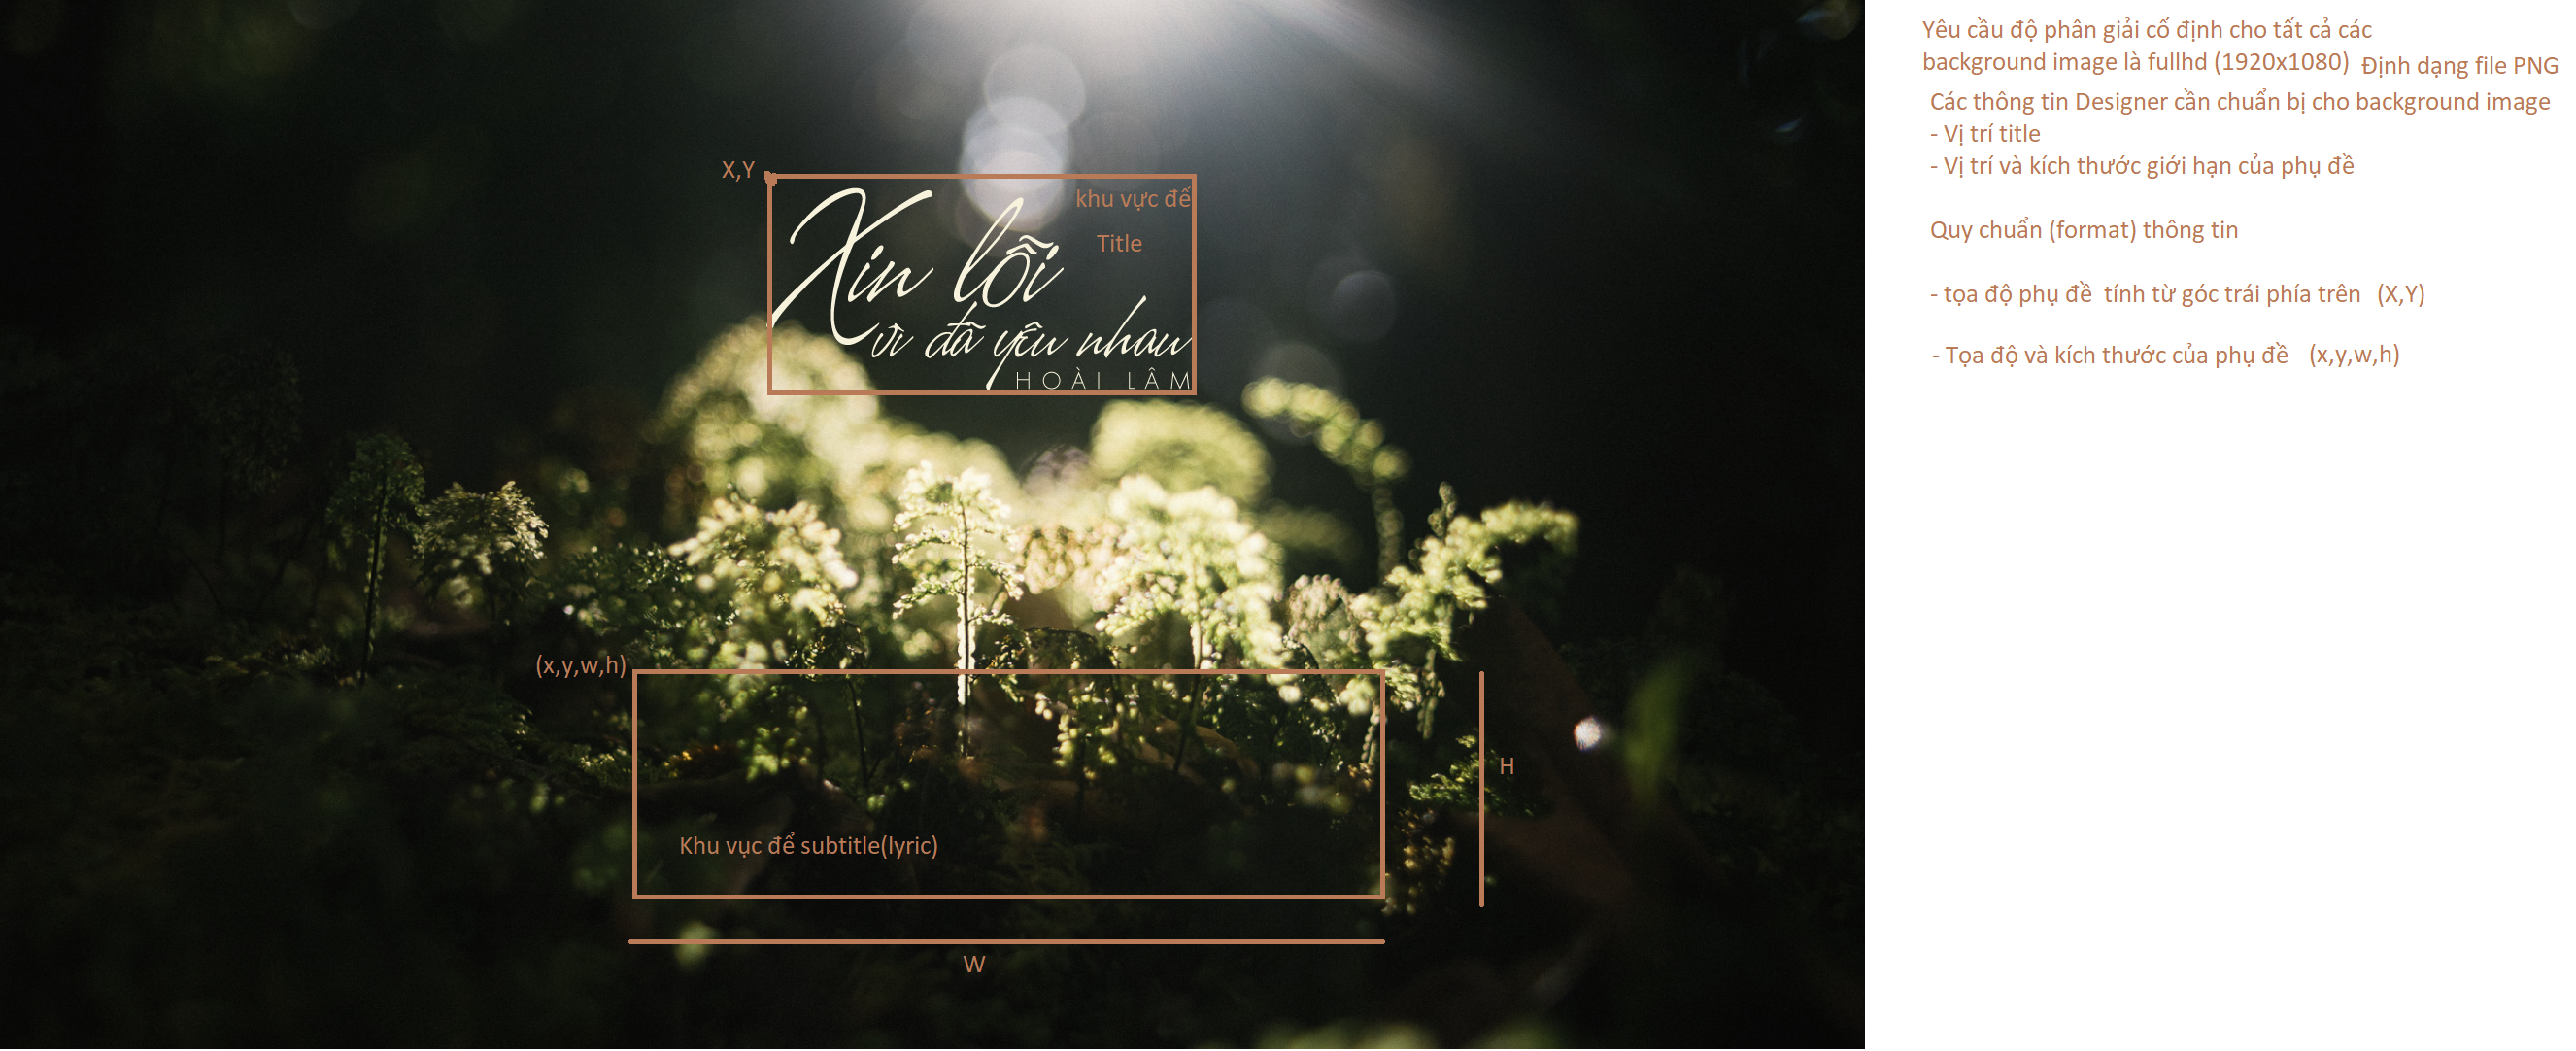 X,Y
khu vực để
Title
Xin lỗi
vì đã yêu nhau
HOÀI LÂM
(x,y,w,h)
H
Khu vục để subtitle(lyric)
W
Yêu cầu độ phân giải cố định cho tất cả các
background image là fullhd (1920x1080) Định dạng file PNG
Các thông tin Designer cần chuẩn bị cho background image
- Vị trí title
- Vị trí và kích thước giới hạn của phụ đề
Quy chuẩn (format) thông tin
- tọa độ phụ đề tính từ góc trái phía trên (X,Y)
- Tọa độ và kích thước của phụ đề (x,y,w,h)